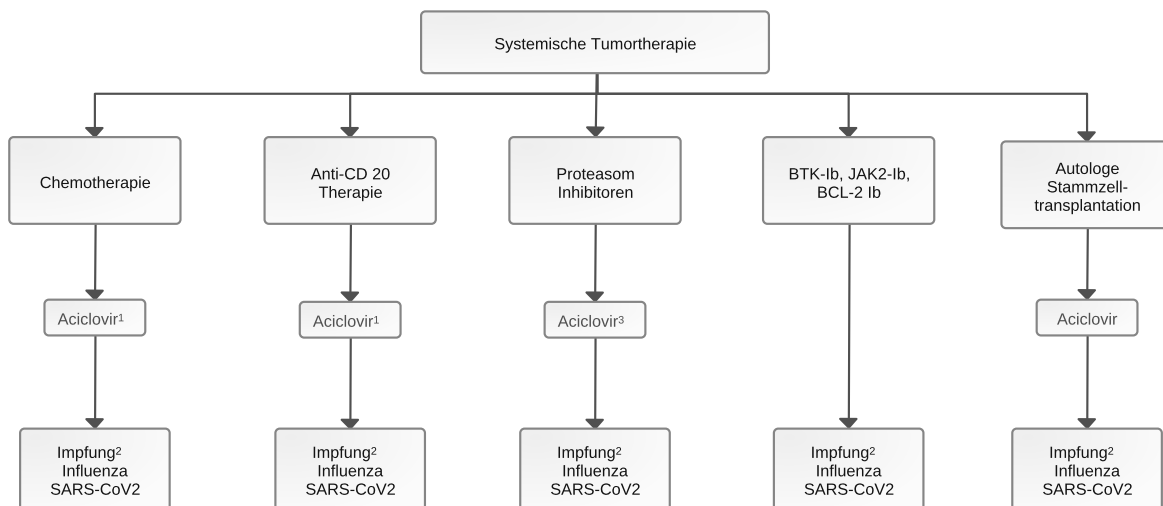 Systemische Tumortherapie
Chemotherapie
Anti-CD 20
Therapie
Proteasom
Inhibitoren
BTK-Ib, JAK2-Ib,
BCL-2 Ib
Autologe
Stammzell-
transplantation
Aciclovir¹
Aciclovir¹
Aciclovir³
Aciclovir
Impfung²
Influenza
SARS-CoV2
Impfung²
Influenza
SARS-CoV2
Impfung²
Influenza
SARS-CoV2
Impfung²
Influenza
SARS-CoV2
Impfung²
Influenza
SARS-CoV2